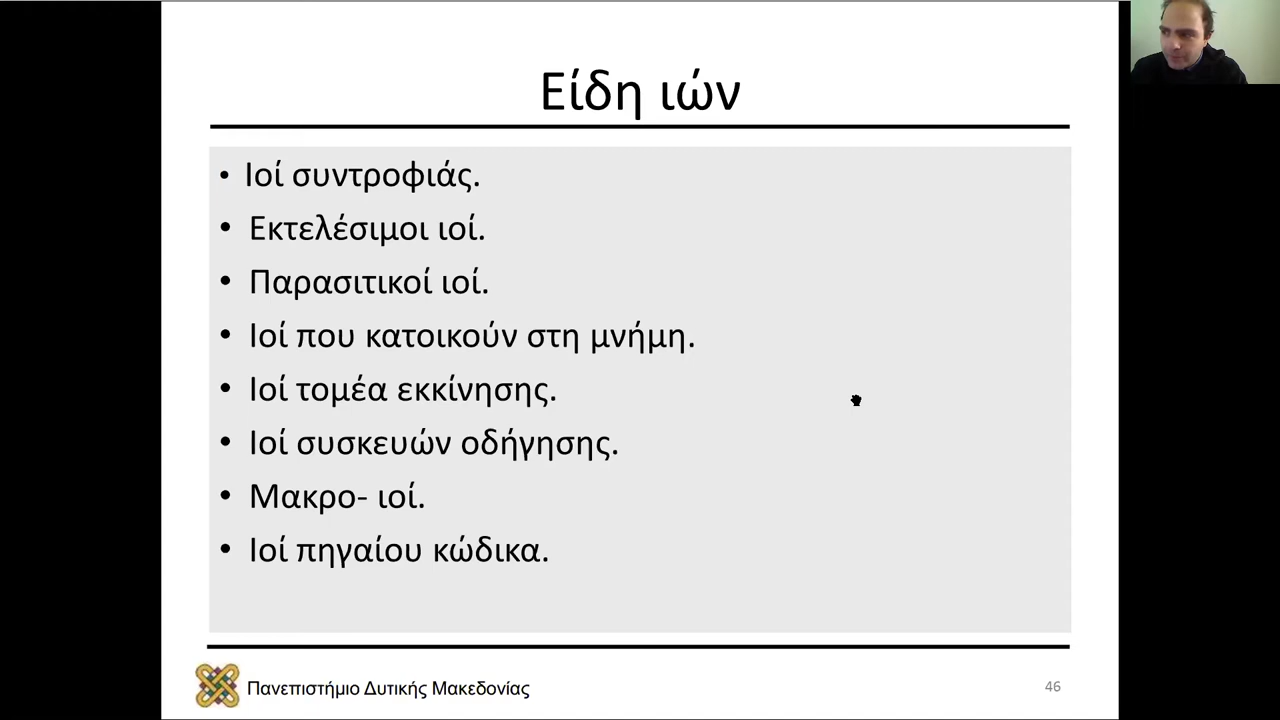 Είδη ιών
• Ιοί συντροφιάς.
• Εκτελέσιμοι ιοί.
• Παρασιτικοί ιοί.
• Ιοί που κατοικούν στη μνήμη.
• Ιοί τομέα εκκίνησης.
• Ιοί συσκευών οδήγησης.
• Μακρο- ιοί.
• Ιοί πηγαίου κώδικα.
Πανεπιστήμιο Δυτικής Μακεδονίας
46